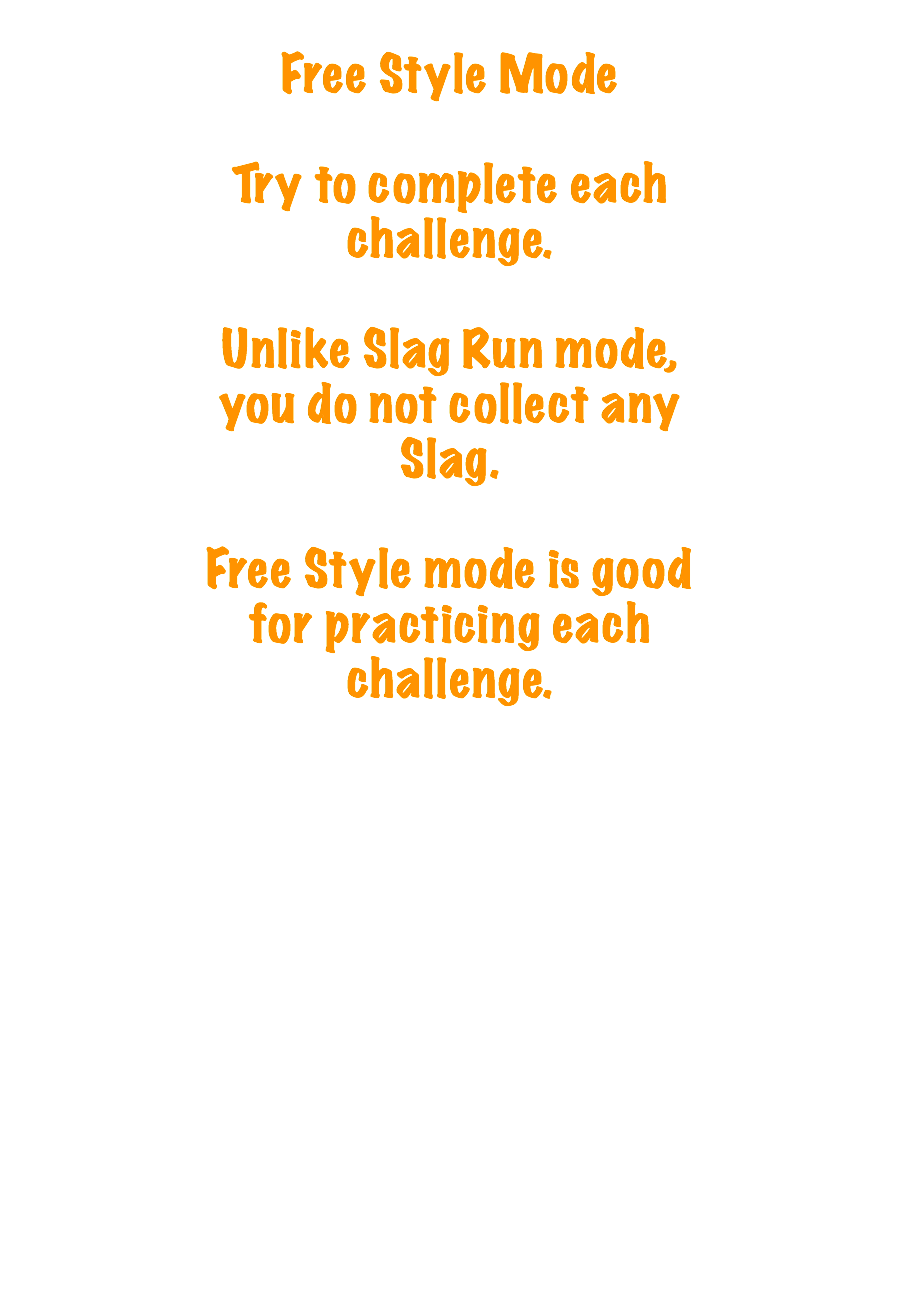 Free Style Mode
Try to complete each
challenge.
Unlike Slag Run mode,
you do not collect any
Slag.
Free Style mode is good
for practicing each
challenge.